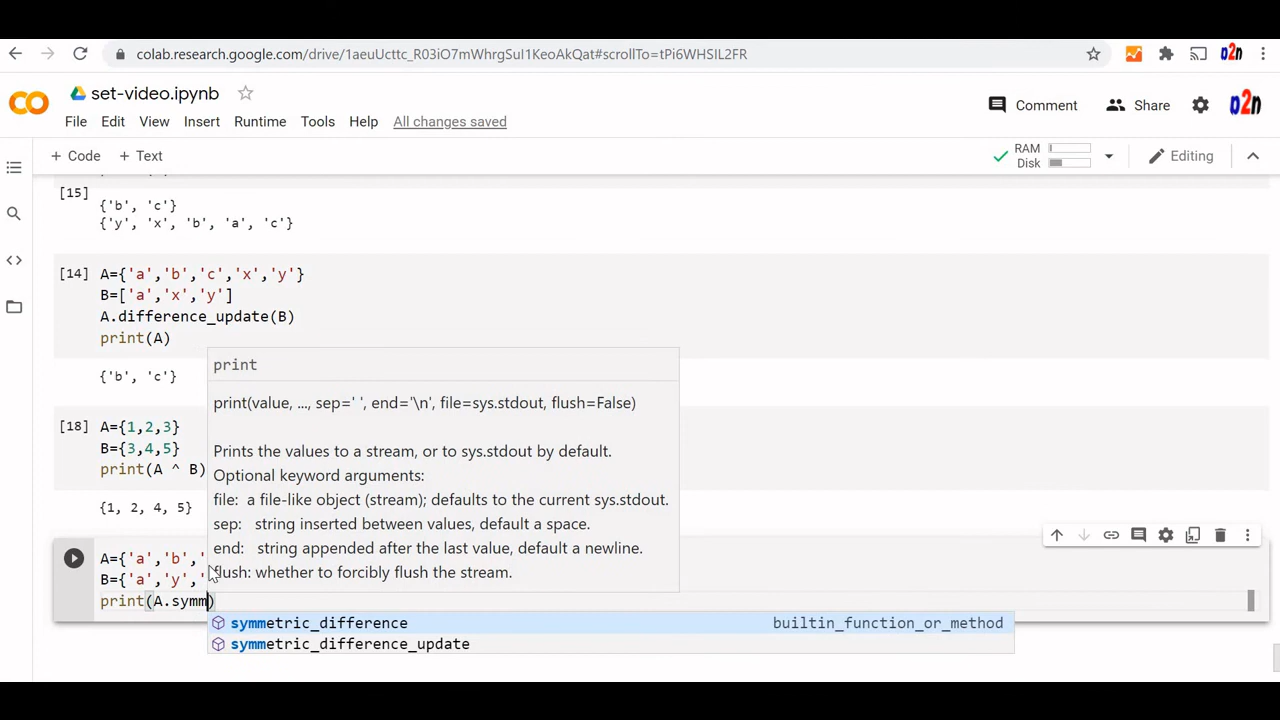 colab.research.google.com/drive/1aeuUcttc_R03iO7mWhrgSuI1KeoAkQat#scrollTo=tPi6WHSIL2FR
D2N
CO
set-video.ipynb
D2N
File Edit View Insert Runtime Tools Help All changes saved
Comment Share
+ Code + Text
RAM
Disk
Editing
[15]
{'b', 'c'}
{'y', 'x', 'b', 'a', 'c'}
[14] A={'a','b','c','x','y'}
B=['a','x','y']
A.difference_update(B)
print(A)
{'b', 'c'}
[18] A={1,2,3}
B={3,4,5}
print(A ^ B)
{1, 2, 4, 5}
print
print(value, ..., sep=' ', end='\n', file=sys.stdout, flush=False)
Prints the values to a stream, or to sys.stdout by default.
Optional keyword arguments:
file: a file-like object (stream); defaults to the current sys.stdout.
sep: string inserted between values, default a space.
end: string appended after the last value, default a newline.
flush: whether to forcibly flush the stream.
A={'a','b','
B={'a','y','
print(A.symm)
symmetric_difference builtin_function_or_method
symmetric_difference_update